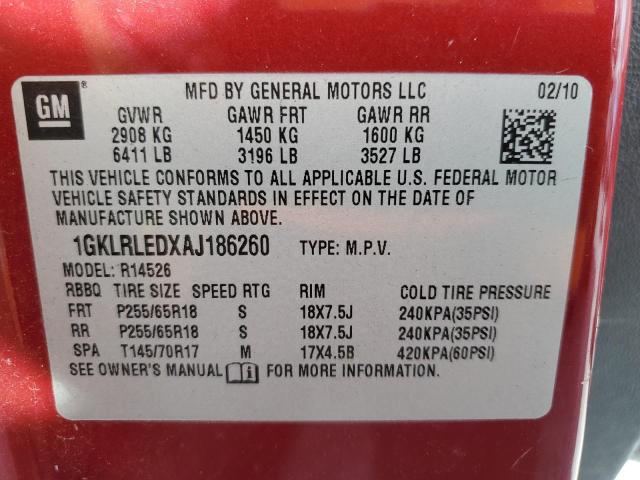 GM ®
MFD BY GENERAL MOTORS LLC 02/10
GVWR GAWR FRT GAWR RR
2908 KG 1450 KG 1600 KG
6411 LB 3196 LB 3527 LB
THIS VEHICLE CONFORMS TO ALL APPLICABLE U.S. FEDERAL MOTOR
VEHICLE SAFETY STANDARDS IN EFFECT ON THE DATE OF
MANUFACTURE SHOWN ABOVE.
1GKLRLEDXAJ186260 TYPE: M.P.V.
MODEL: R14526
RBBQ TIRE SIZE SPEED RTG RIM COLD TIRE PRESSURE
FRT P255/65R18 S 18X7.5J 240KPA(35PSI)
RR P255/65R18 S 18X7.5J 240KPA(35PSI)
SPA T145/70R17 M 17X4.5B 420KPA(60PSI)
SEE OWNER'S MANUAL FOR MORE INFORMATION.